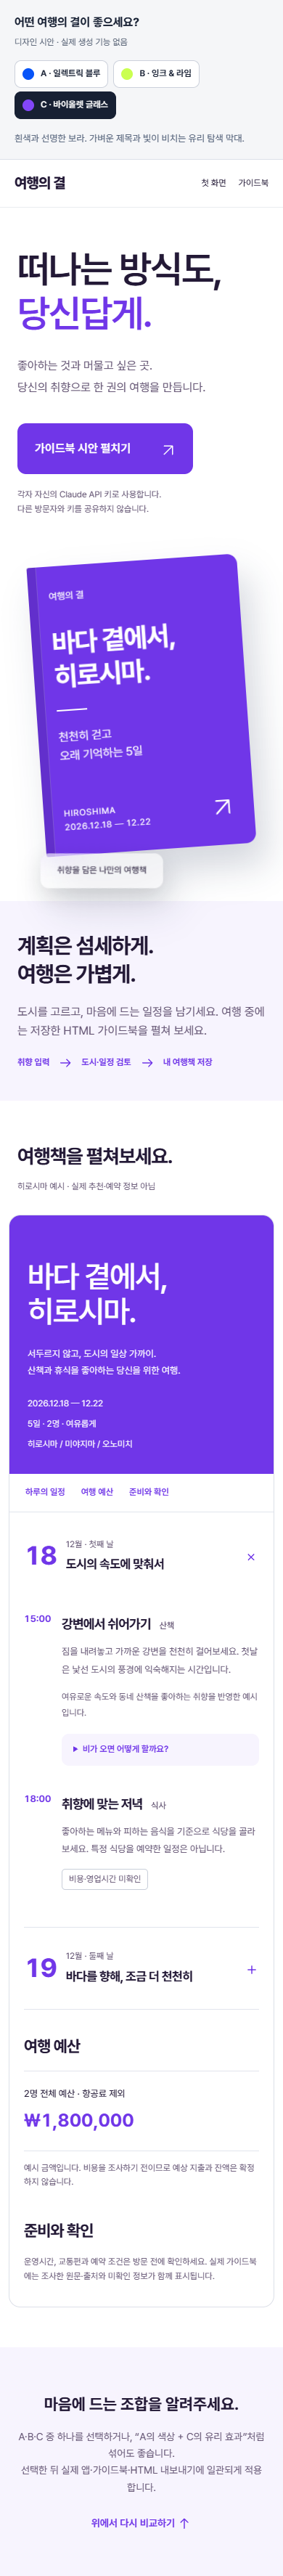 어떤 여행의 결이 좋으세요?
디자인 시안 · 실제 생성 기능 없음
A · 일렉트릭 블루
B · 잉크 & 라임
C · 바이올렛 글래스
흰색과 선명한 보라. 가벼운 제목과 빛이 비치는 유리 탐색 막대.
여행의 결
첫 화면
가이드북
떠나는 방식도,
당신답게.
좋아하는 것과 머물고 싶은 곳.
당신의 취향으로 한 권의 여행을 만듭니다.
가이드북 시안 펼치기
각자 자신의 Claude API 키로 사용합니다.
다른 방문자와 키를 공유하지 않습니다.
여행의 결
바다 곁에서,
히로시마.
천천히 걷고
오래 기억하는 5일
HIROSHIMA
2026.12.18 — 12.22
취향을 담은 나만의 여행책
계획은 섬세하게.
여행은 가볍게.
도시를 고르고, 마음에 드는 일정을 남기세요. 여행 중에
는 저장한 HTML 가이드북을 펼쳐 보세요.
취향 입력 → 도시·일정 검토 → 내 여행책 저장
여행책을 펼쳐보세요.
히로시마 예시 · 실제 추천·예약 정보 아님
바다 곁에서,
히로시마.
서두르지 않고, 도시의 일상 가까이.
산책과 휴식을 좋아하는 당신을 위한 여행.
2026.12.18 — 12.22
5일 · 2명 · 여유롭게
히로시마 / 미야지마 / 오노미치
하루의 일정
여행 예산
준비와 확인
18
12월 · 첫째 날
도시의 속도에 맞춰서
15:00
강변에서 쉬어가기 산책
짐을 내려놓고 가까운 강변을 천천히 걸어보세요. 첫날
은 낯선 도시의 풍경에 익숙해지는 시간입니다.
여유로운 속도와 동네 산책을 좋아하는 취향을 반영한 예시
입니다.
▶ 비가 오면 어떻게 할까요?
18:00
취향에 맞는 저녁 식사
좋아하는 메뉴와 피하는 음식을 기준으로 식당을 골라
보세요. 특정 식당을 예약한 일정은 아닙니다.
비용·영업시간 미확인
19
12월 · 둘째 날
바다를 향해, 조금 더 천천히
여행 예산
2명 전체 예산 · 항공료 제외
₩1,800,000
예시 금액입니다. 비용을 조사하기 전이므로 예상 지출과 잔액은 확정
하지 않습니다.
준비와 확인
운영시간, 교통편과 예약 조건은 방문 전에 확인하세요. 실제 가이드북
에는 조사한 원문·출처와 미확인 정보가 함께 표시됩니다.
마음에 드는 조합을 알려주세요.
A·B·C 중 하나를 선택하거나, “A의 색상 + C의 유리 효과”처럼
섞어도 좋습니다.
선택한 뒤 실제 앱·가이드북·HTML 내보내기에 일관되게 적용
합니다.
위에서 다시 비교하기 ↑